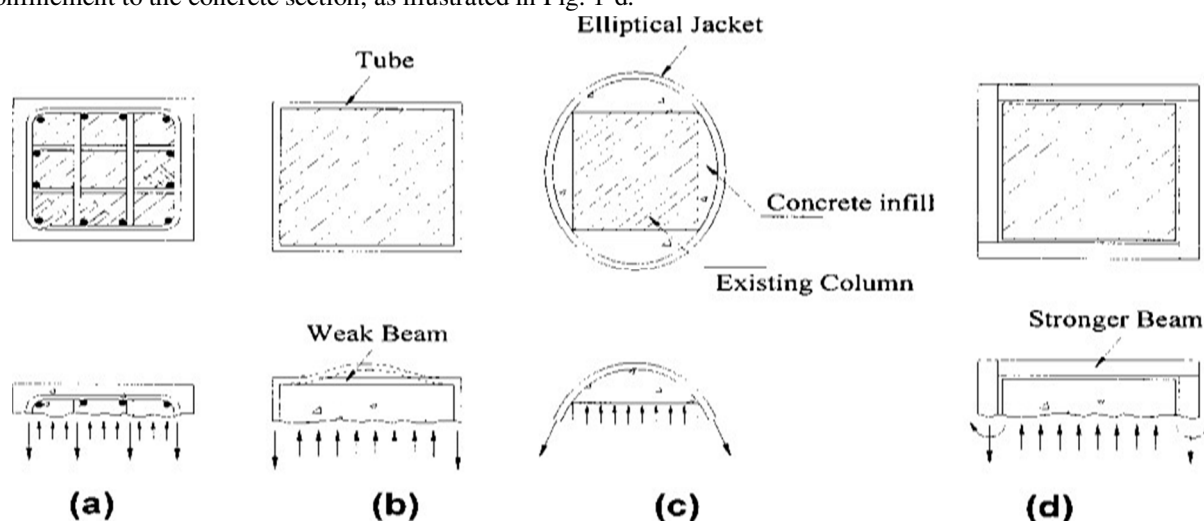 onfinement to the concrete section, as illustrated in Fig. 1-d.
Elliptical Jacket
Tube
Concrete infill
Existing Column
Weak Beam
Stronger Beam
(a)
(b)
(c)
(d)